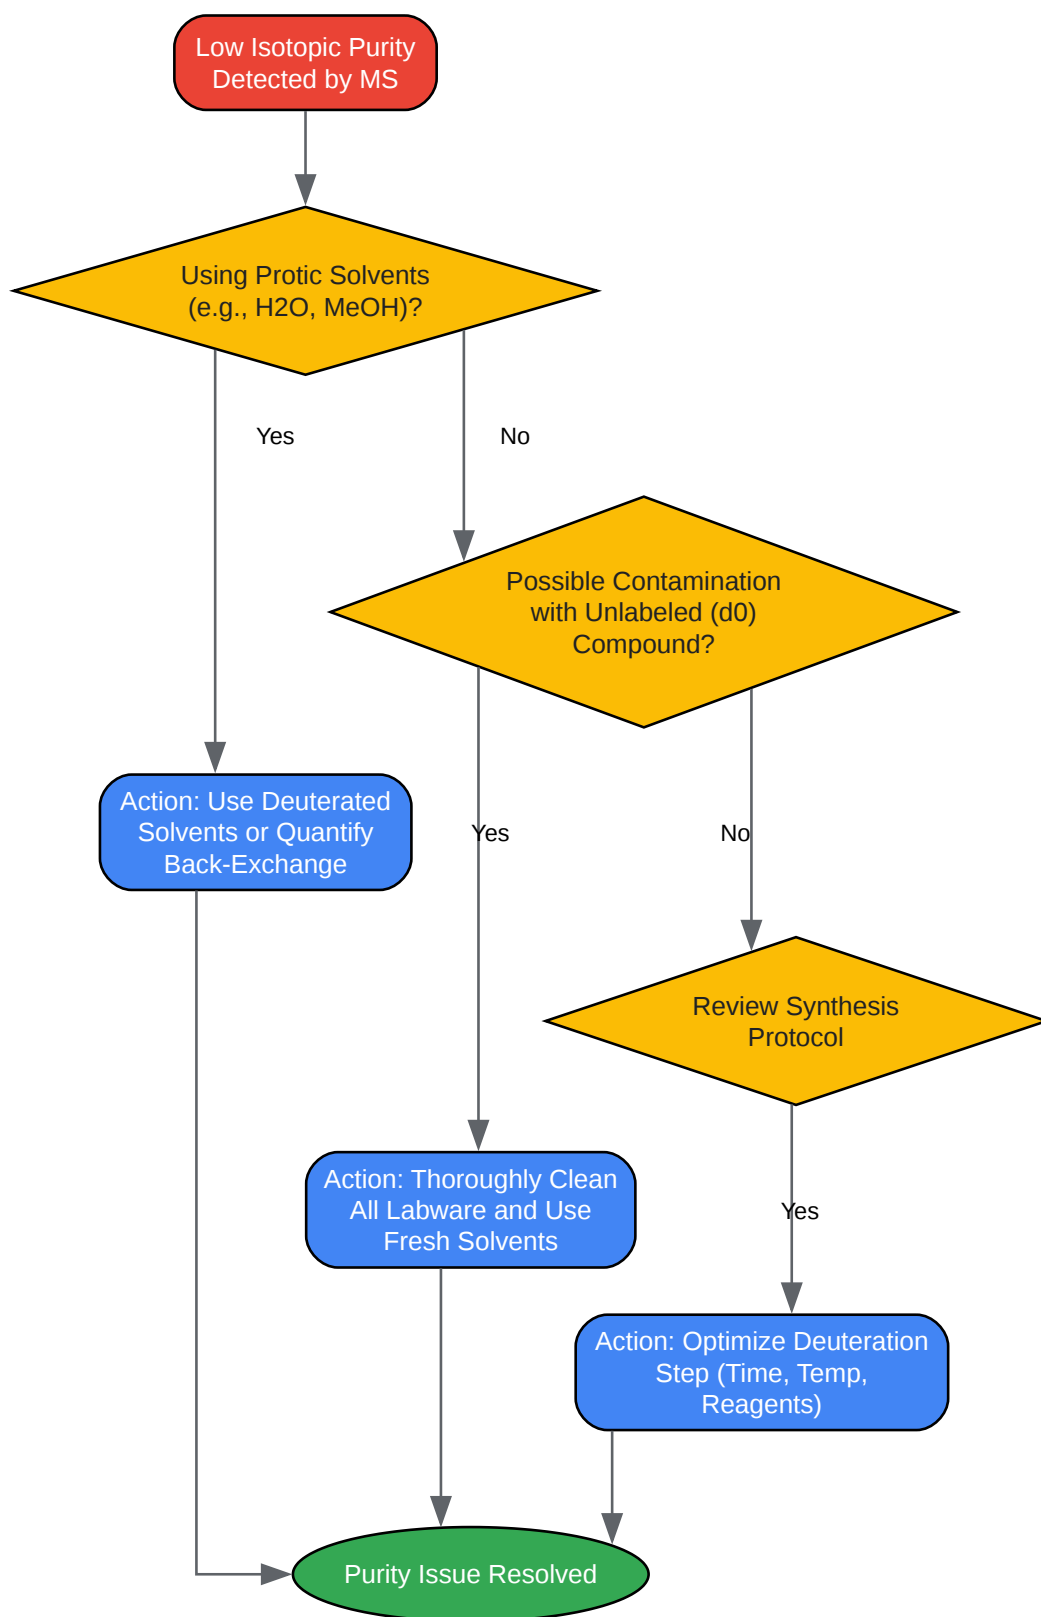 Low Isotopic Purity
Detected by MS
Using Protic Solvents
(e.g., H2O, MeOH)?
Yes
No
Possible Contamination
with Unlabeled (d0)
Compound?
Action: Use Deuterated
Solvents or Quantify
Back-Exchange
Yes
No
Review Synthesis
Protocol
Action: Thoroughly Clean
All Labware and Use
Fresh Solvents
Yes
Action: Optimize Deuteration
Step (Time, Temp,
Reagents)
Purity Issue Resolved